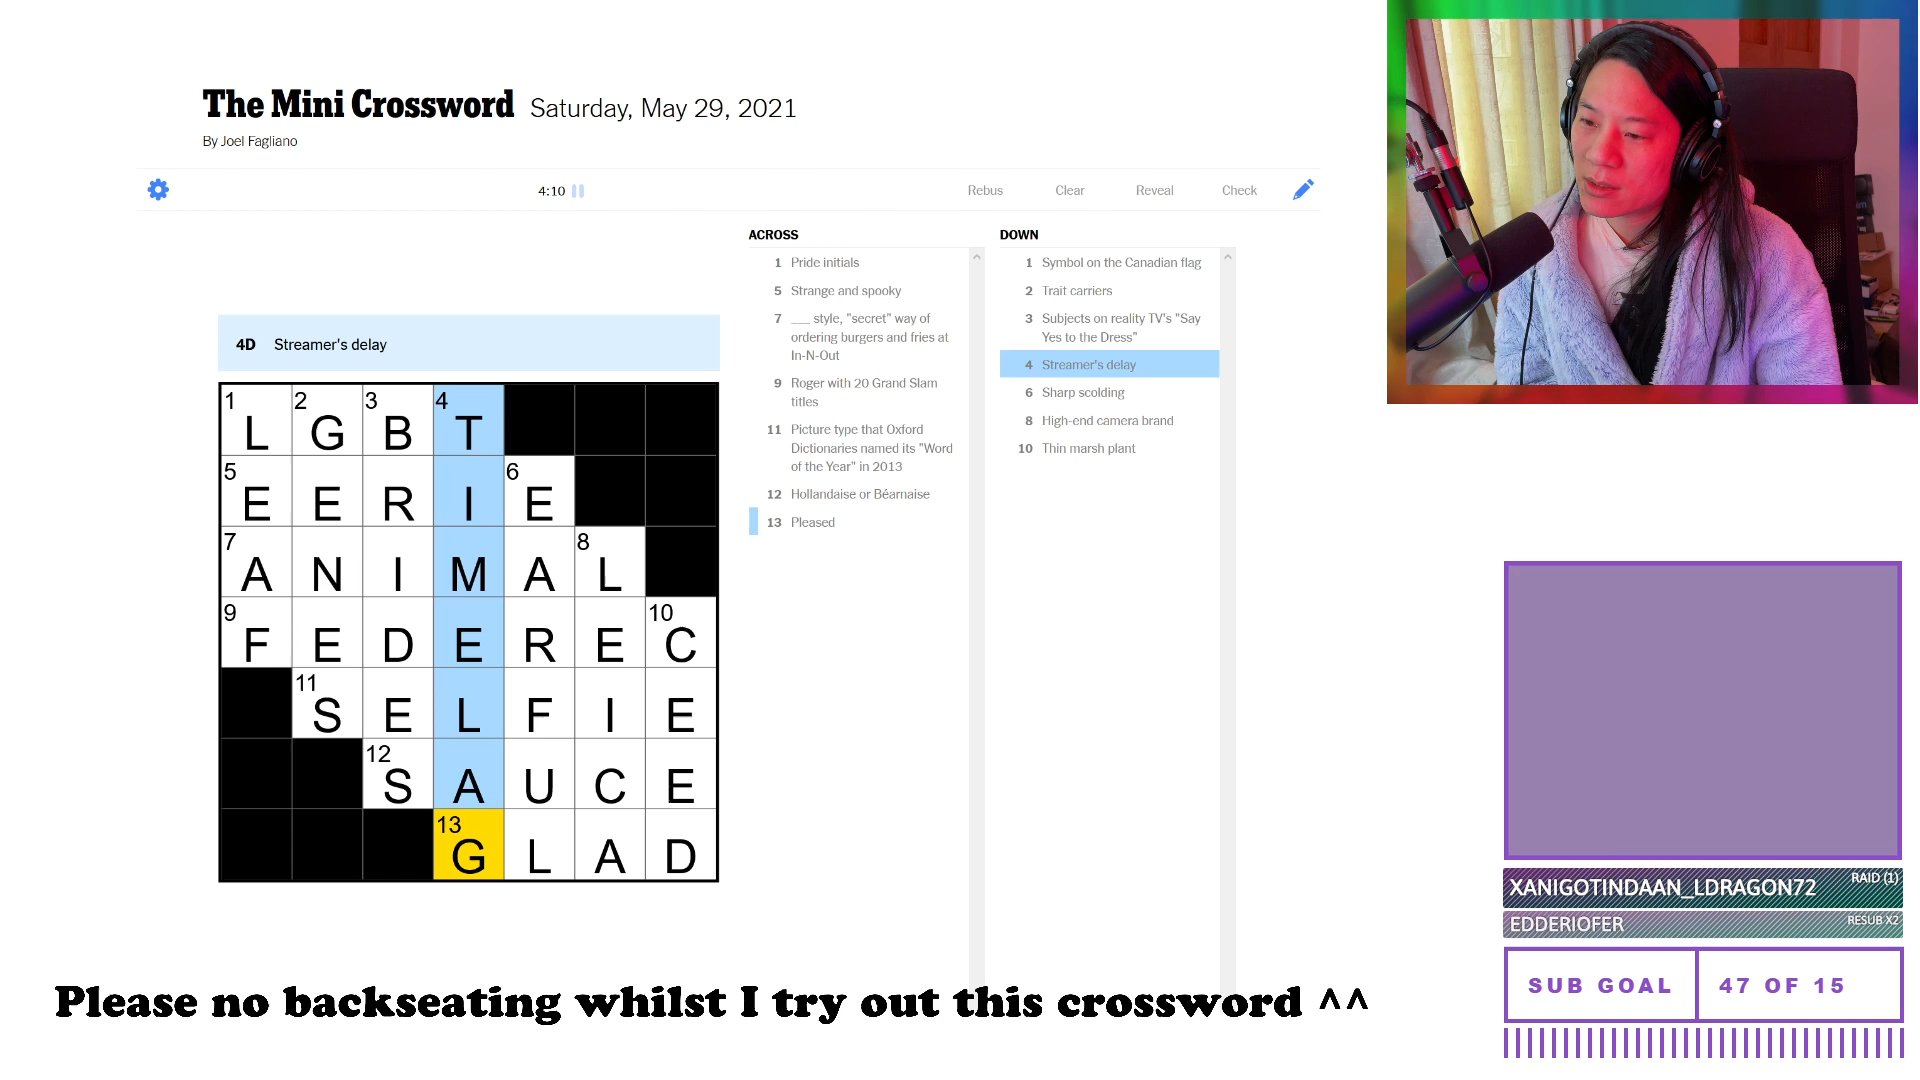 The Mini Crossword Saturday, May 29, 2021
By Joel Fagliano
4:10 Rebus Clear Reveal Check
4D Streamer's delay
1 L 2 G 3 B 4 T
5 E E R I 6 E
7 A N I M A 8 L
9 F E D E R E 10 C
11 S E L F I E
12 S A U C E
13 G L A D
ACROSS
1 Pride initials
5 Strange and spooky
7 ___ style, "secret" way of
ordering burgers and fries at
In-N-Out
9 Roger with 20 Grand Slam
titles
11 Picture type that Oxford
Dictionaries named its "Word
of the Year" in 2013
12 Hollandaise or Béarnaise
13 Pleased
DOWN
1 Symbol on the Canadian flag
2 Trait carriers
3 Subjects on reality TV's "Say
Yes to the Dress"
4 Streamer's delay
6 Sharp scolding
8 High-end camera brand
10 Thin marsh plant
Please no backseating whilst I try out this crossword ^^
XANIGOTINDAAN_LDRAGON72 RAID (1)
EDDERIOFER RESUB X2
SUB GOAL 47 OF 15